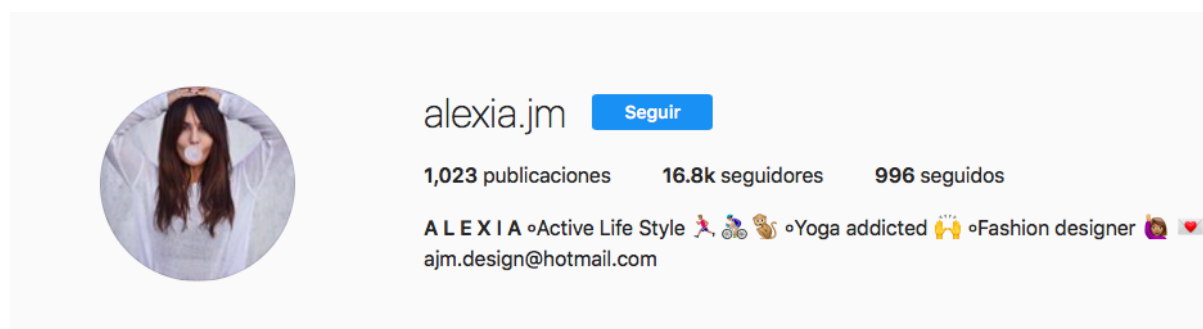 alexia.jm Seguir
1,023 publicaciones 16.8k seguidores 996 seguidos
A L E X I A ∘Active Life Style 🏃🏼‍♀️ 🚴🏼‍♀️ 🐒 ∘Yoga addicted 🙌🏼 ∘Fashion designer 🙋🏽‍♀️ 💌
ajm.design@hotmail.com